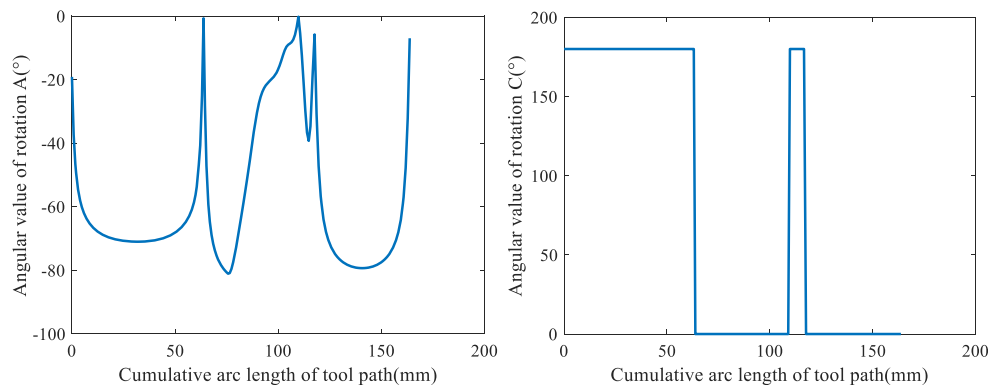 Angular value of rotation A(°)
0
-20
-40
-60
-80
-100
0 50 100 150 200
Cumulative arc length of tool path(mm)
Angular value of rotation C(°)
200
150
100
50
0
0 50 100 150 200
Cumulative arc length of tool path(mm)